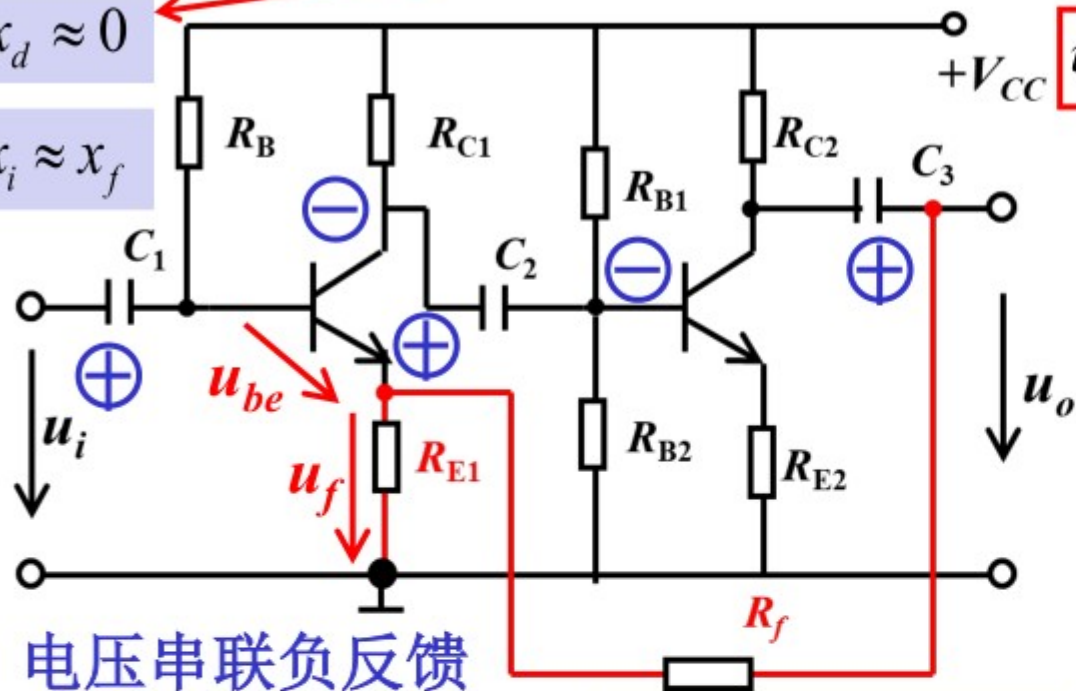 x_d ≈ 0
x_i ≈ x_f
+V_CC
R_B
R_C1
R_C2
C_3
R_B1
C_1
C_2
⊖
⊖
⊕
⊕
⊕
u_be
u_i
u_f
R_E1
R_B2
R_E2
u_o
R_f
电压串联负反馈